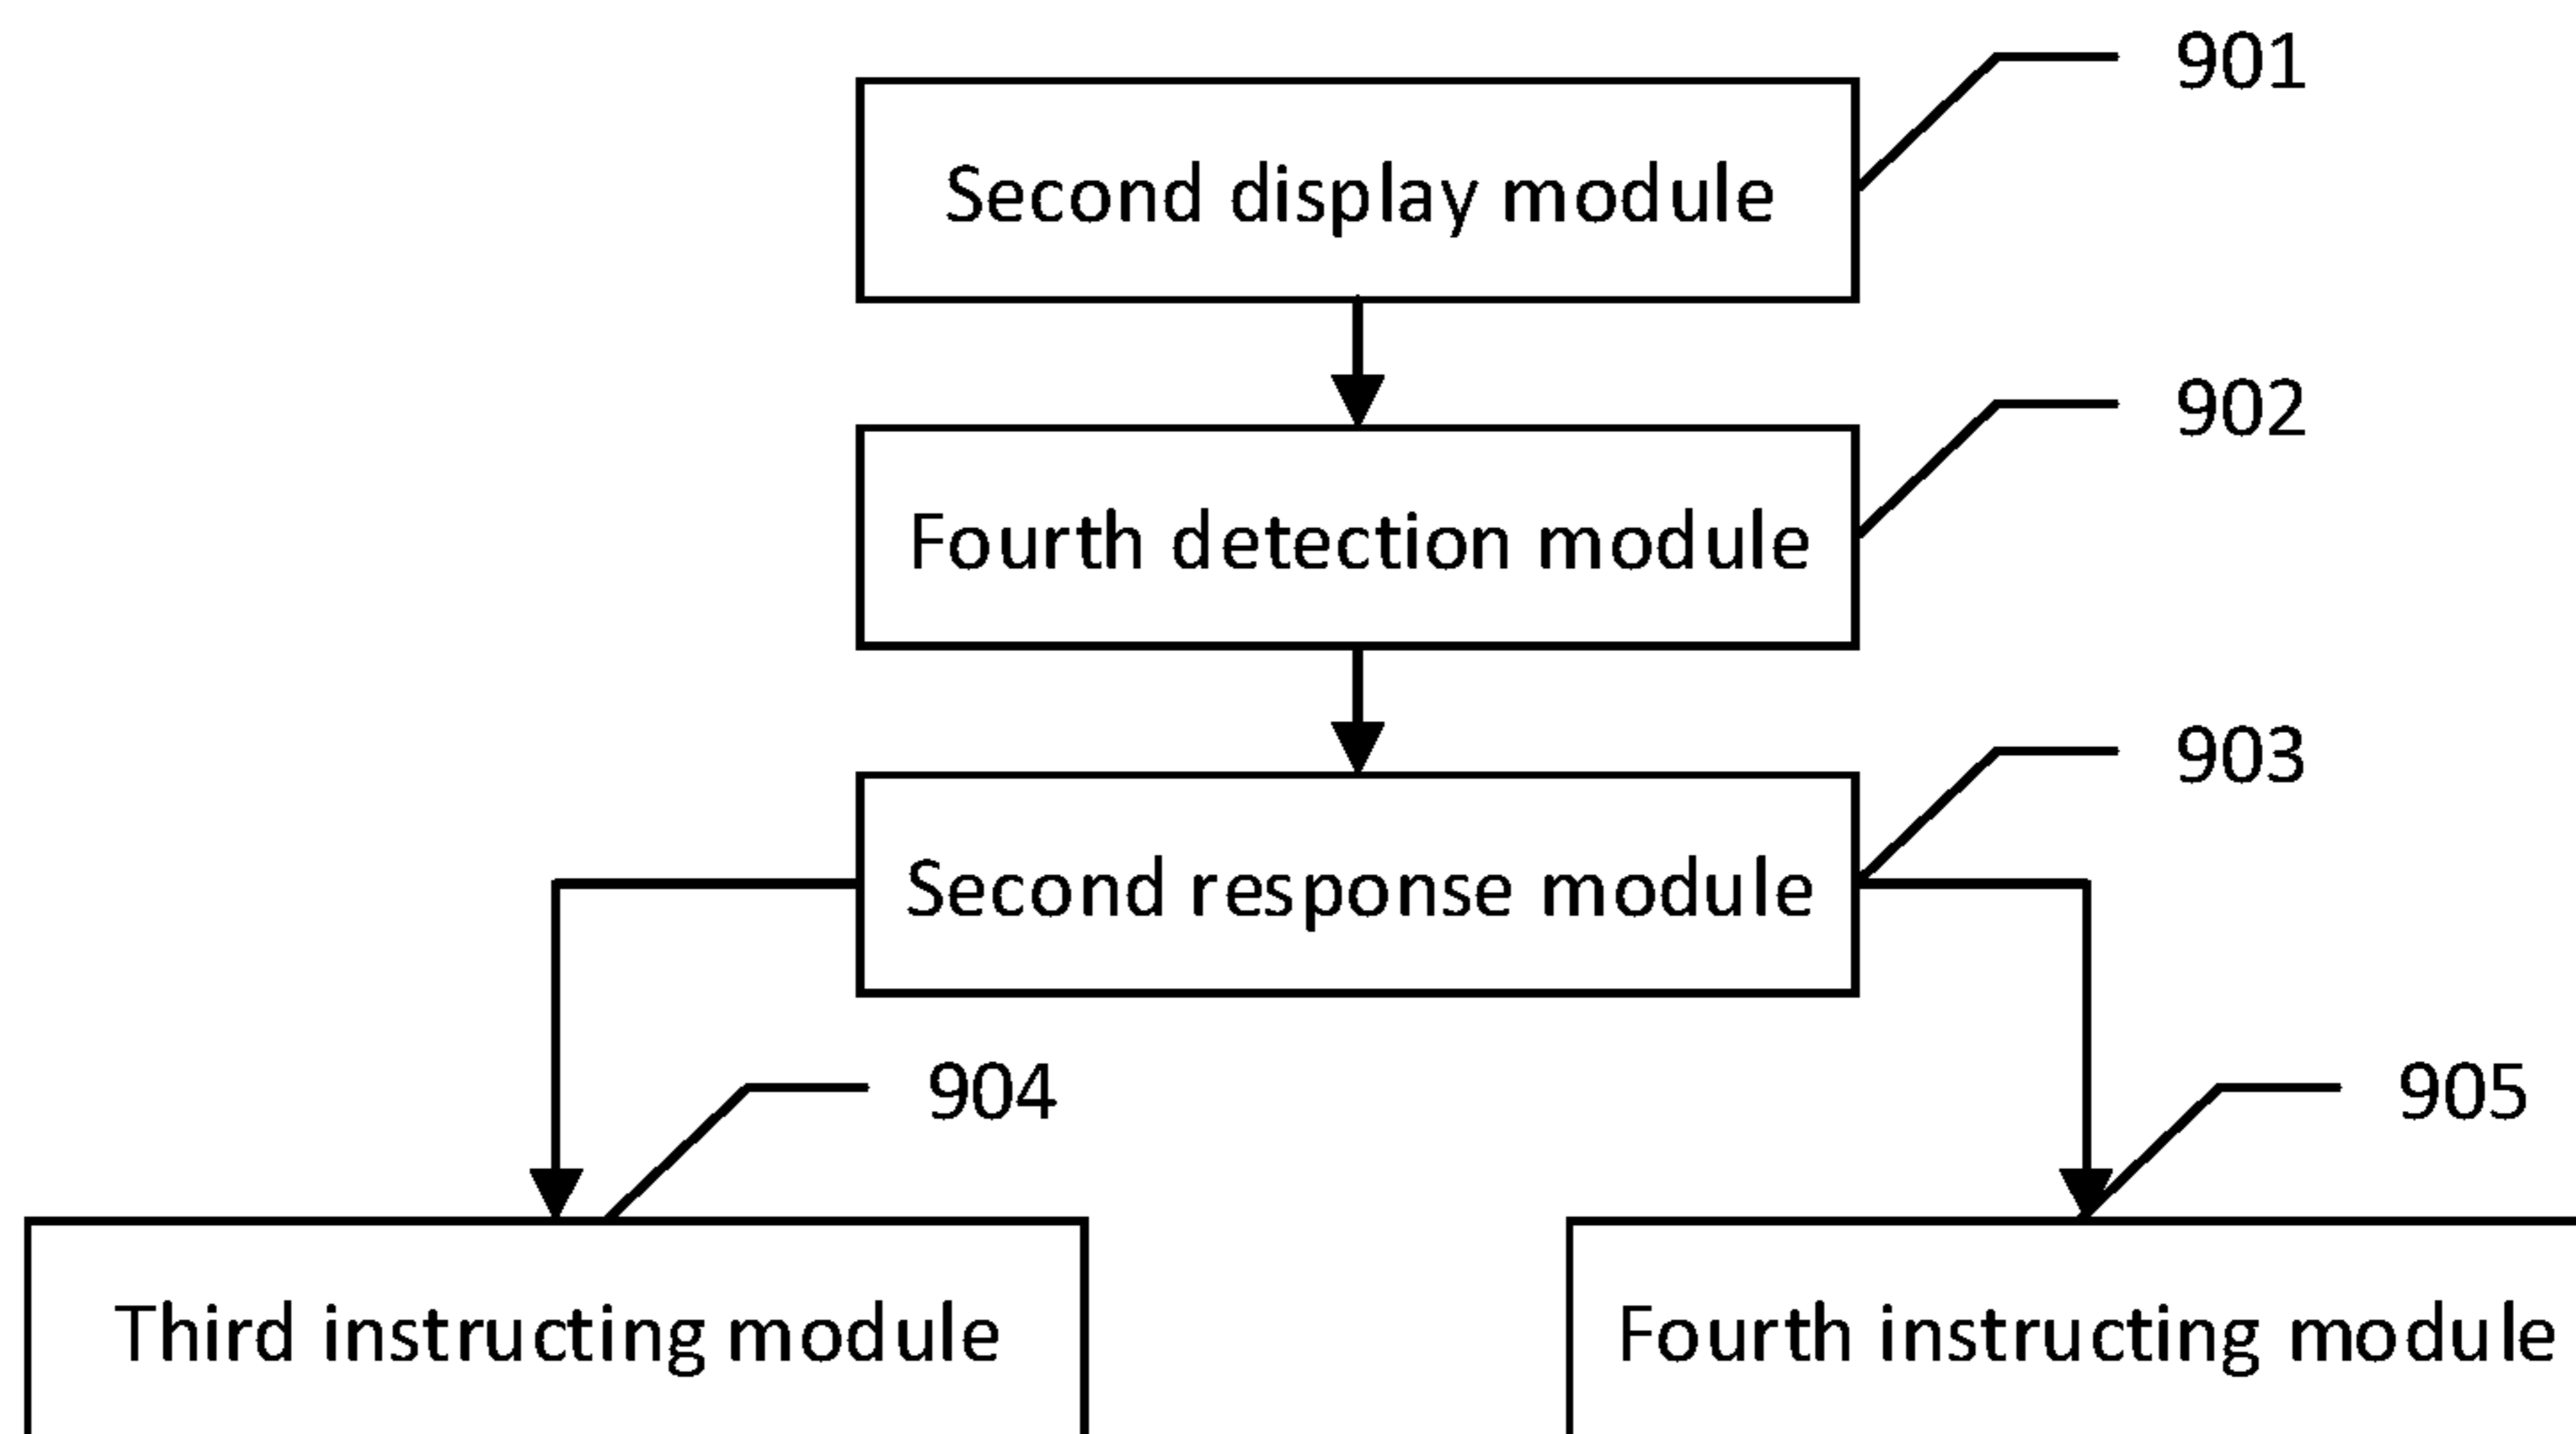 901
Second display module
902
Fourth detection module
903
Second response module
904
905
Third instructing module
Fourth instructing module